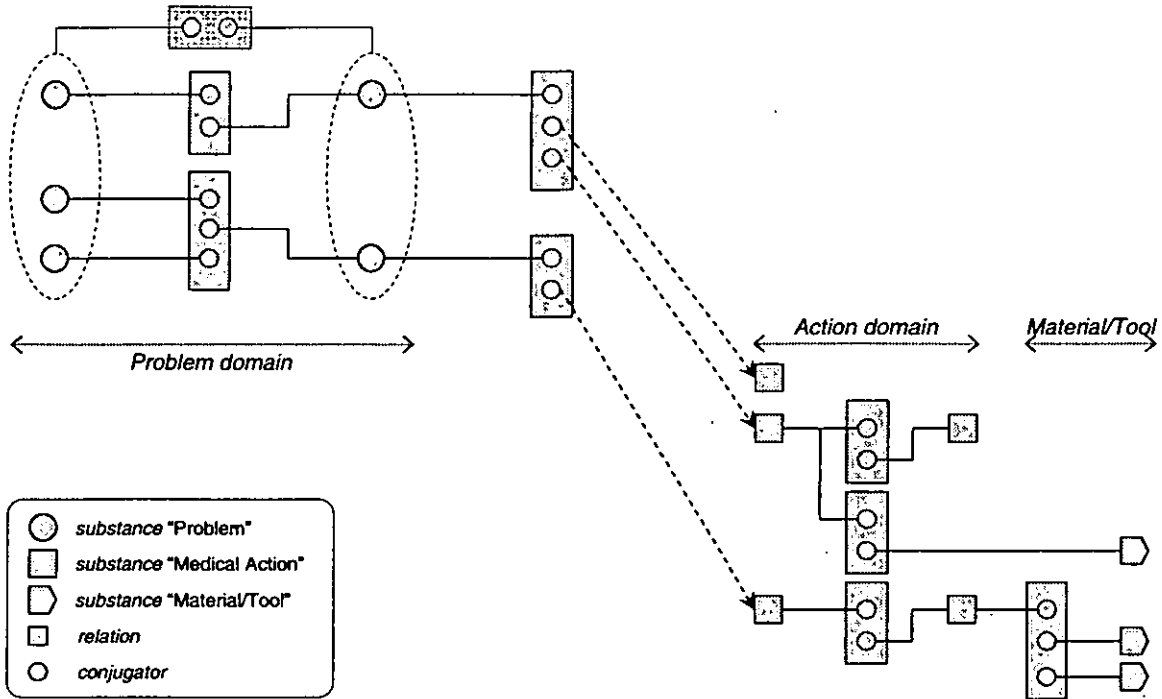 Action domain
Material/Tool
Problem domain
substance "Problem"
substance "Medical Action"
substance "Material/Tool"
relation
conjugator